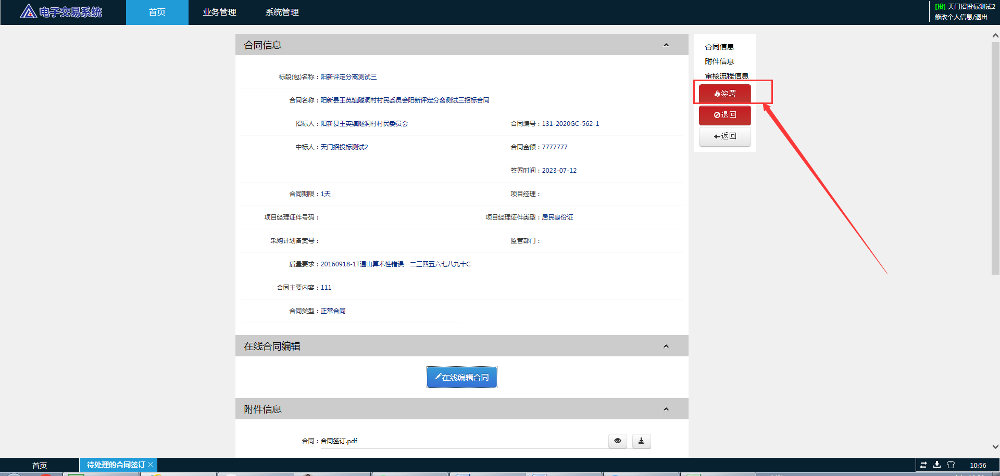 电子交易系统
首页
业务管理
系统管理
[投] 天门招投标测试2
修改个人信息/退出
合同信息
标段(包)名称：阳新评定分离测试三
合同名称：阳新县王英镇隧洞村村民委员会阳新评定分离测试三招标合同
招标人：阳新县王英镇隧洞村村民委员会
合同编号：131-2020GC-562-1
中标人：天门招投标测试2
合同金额：7777777
签署时间：2023-07-12
合同期限：1天
项目经理：
项目经理证件号码：
项目经理证件类型：居民身份证
采购计划备案号：
监管部门：
质量要求：20160918-1T通山算术性错误一二三四五六七八九十C
合同主要内容：111
合同类型：正常合同
在线合同编辑
在线编辑合同
附件信息
合同：合同签订.pdf
合同信息
附件信息
审核流程信息
签署
退回
返回
首页
待处理的合同签订
10:56